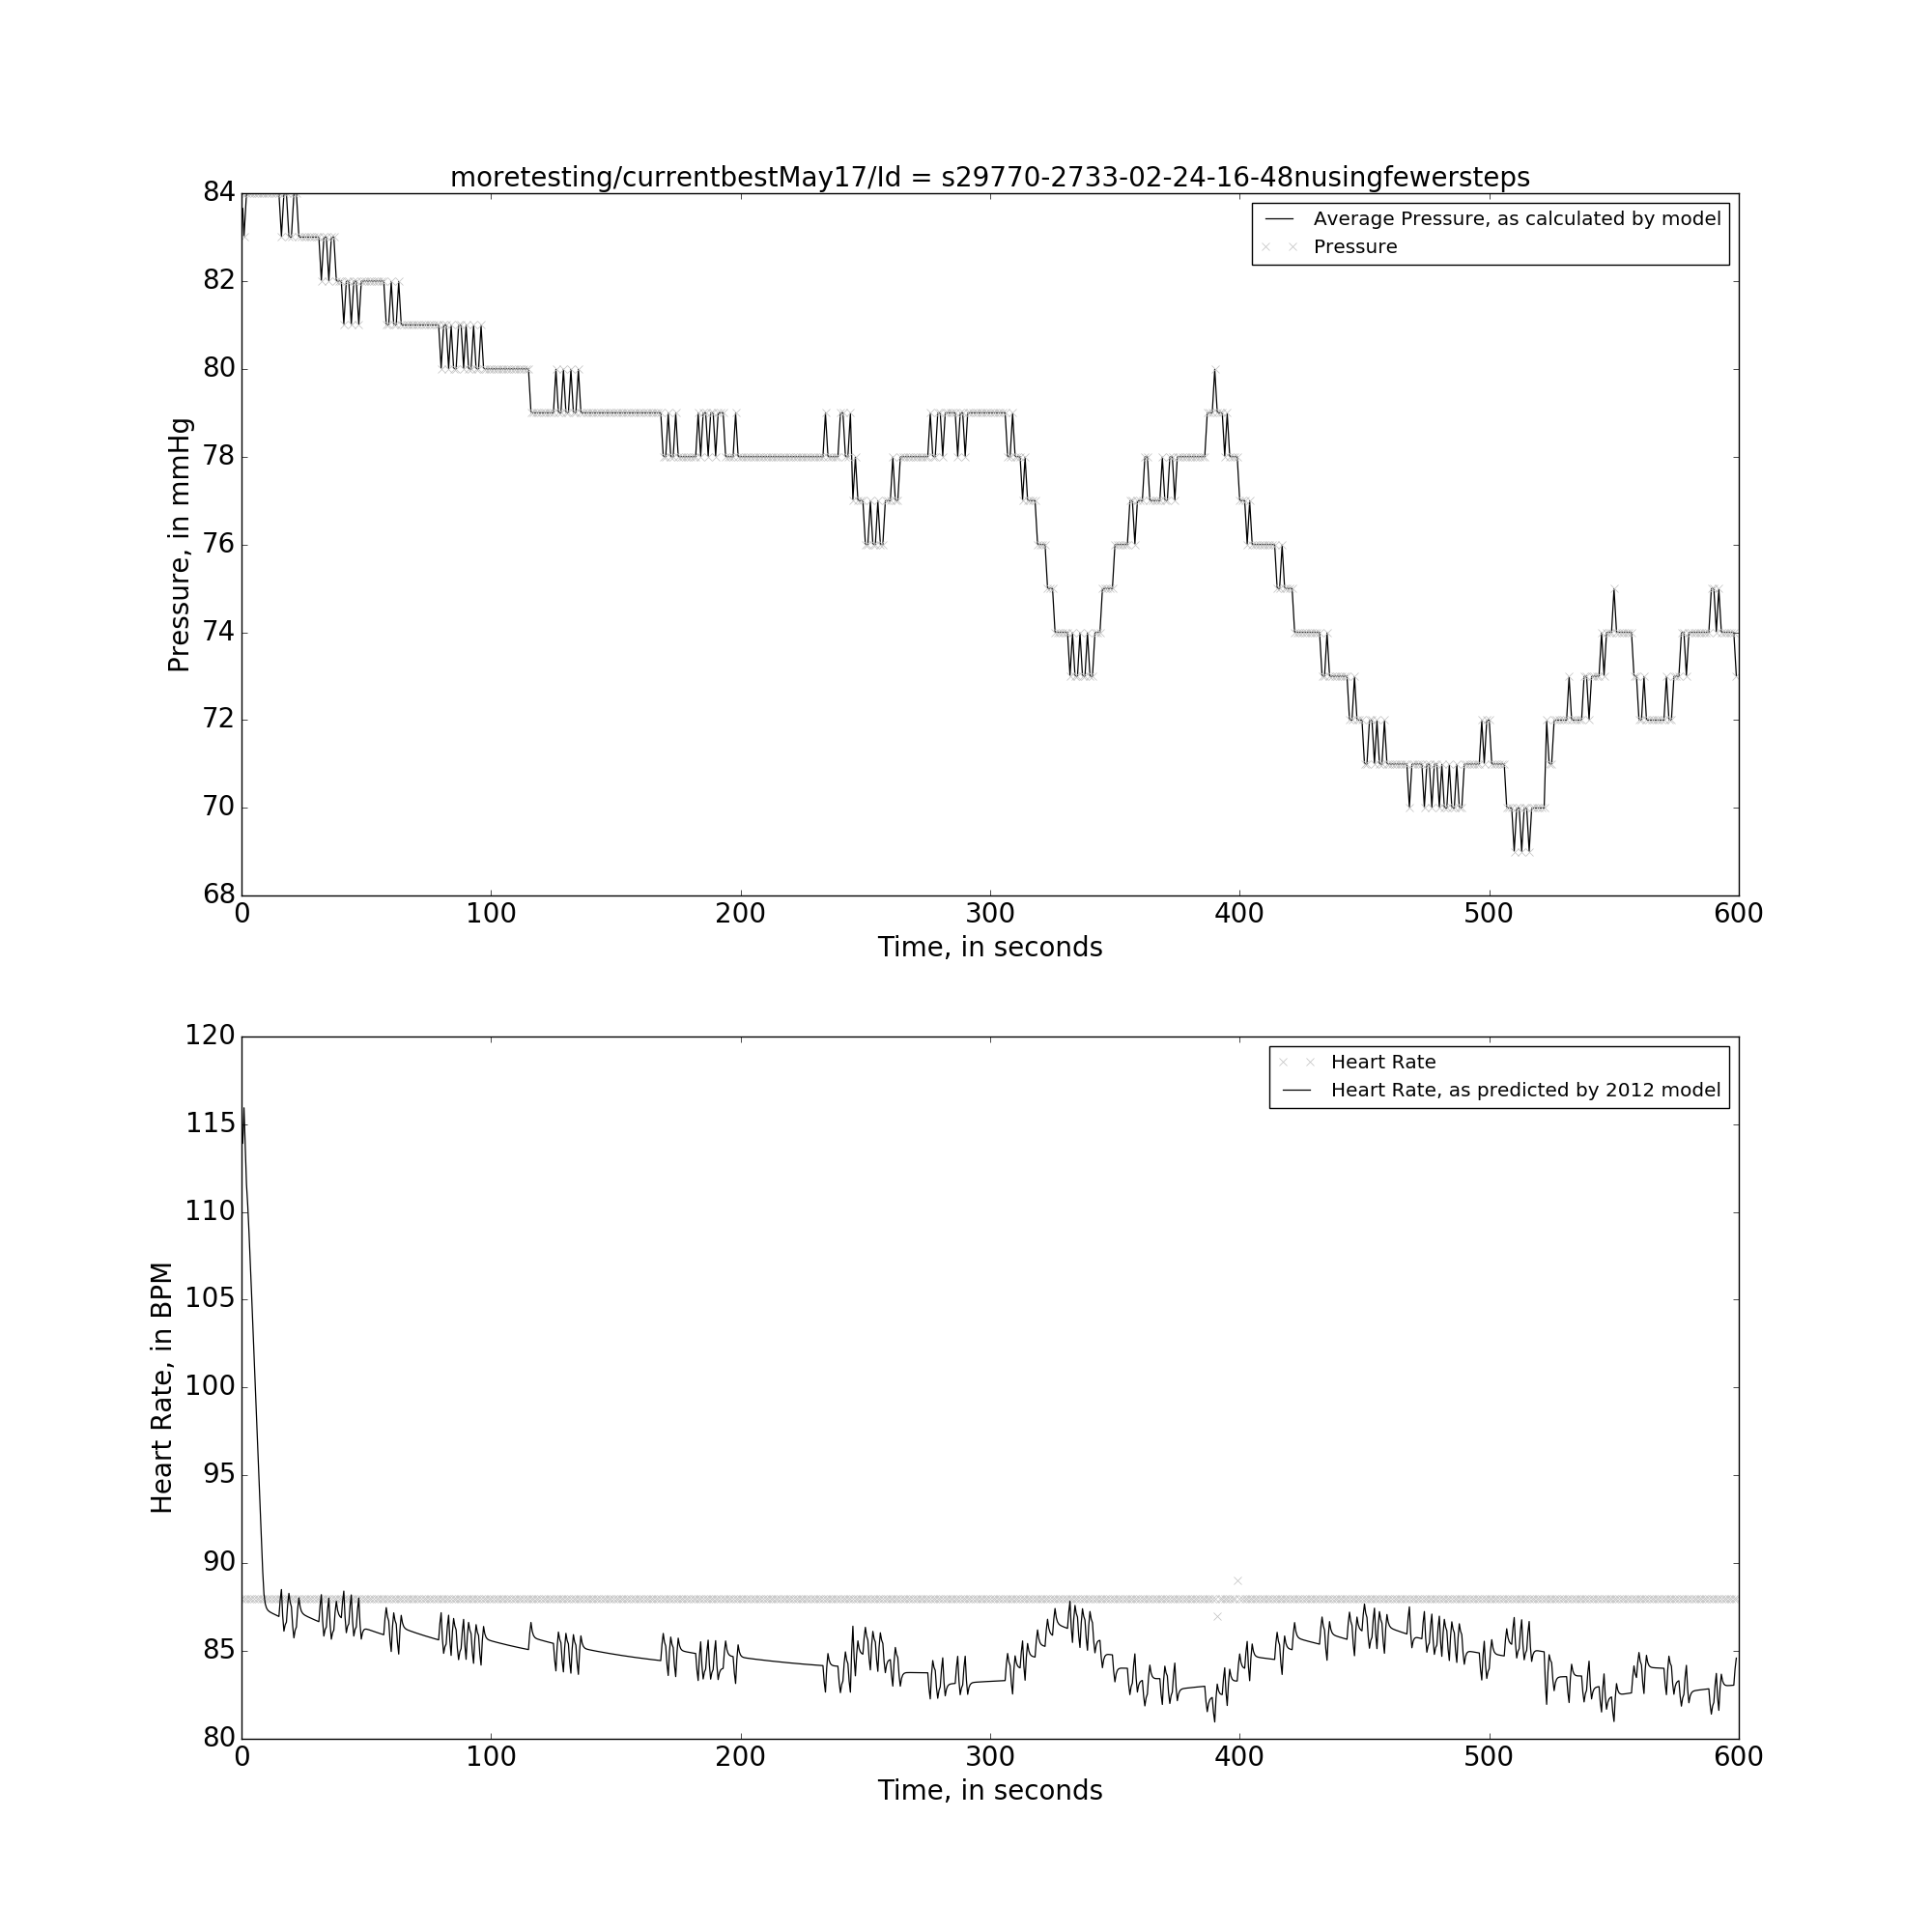 moretesting/currentbestMay17/Id = s29770-2733-02-24-16-48nusingfewersteps
84
82
80
78
76
74
72
70
68
Pressure, in mmHg
Average Pressure, as calculated by model
Pressure
0 100 200 300 400 500 600
Time, in seconds
120
115
110
105
100
95
90
85
80
Heart Rate, in BPM
Heart Rate
Heart Rate, as predicted by 2012 model
0 100 200 300 400 500 600
Time, in seconds